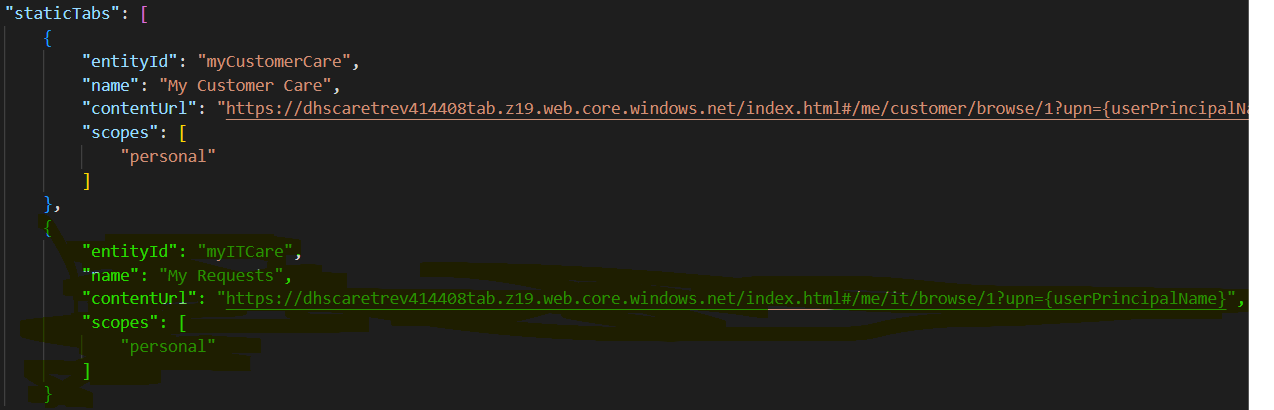 "staticTabs": [
{
"entityId": "myCustomerCare",
"name": "My Customer Care",
"contentUrl": "https://dhscaretrev414408tab.z19.web.core.windows.net/index.html#/me/customer/browse/1?upn={userPrincipalNa
"scopes": [
"personal"
]
},
{
"entityId": "myITCare",
"name": "My Requests",
"contentUrl": "https://dhscaretrev414408tab.z19.web.core.windows.net/index.html#/me/it/browse/1?upn={userPrincipalName}",
"scopes": [
"personal"
]
}